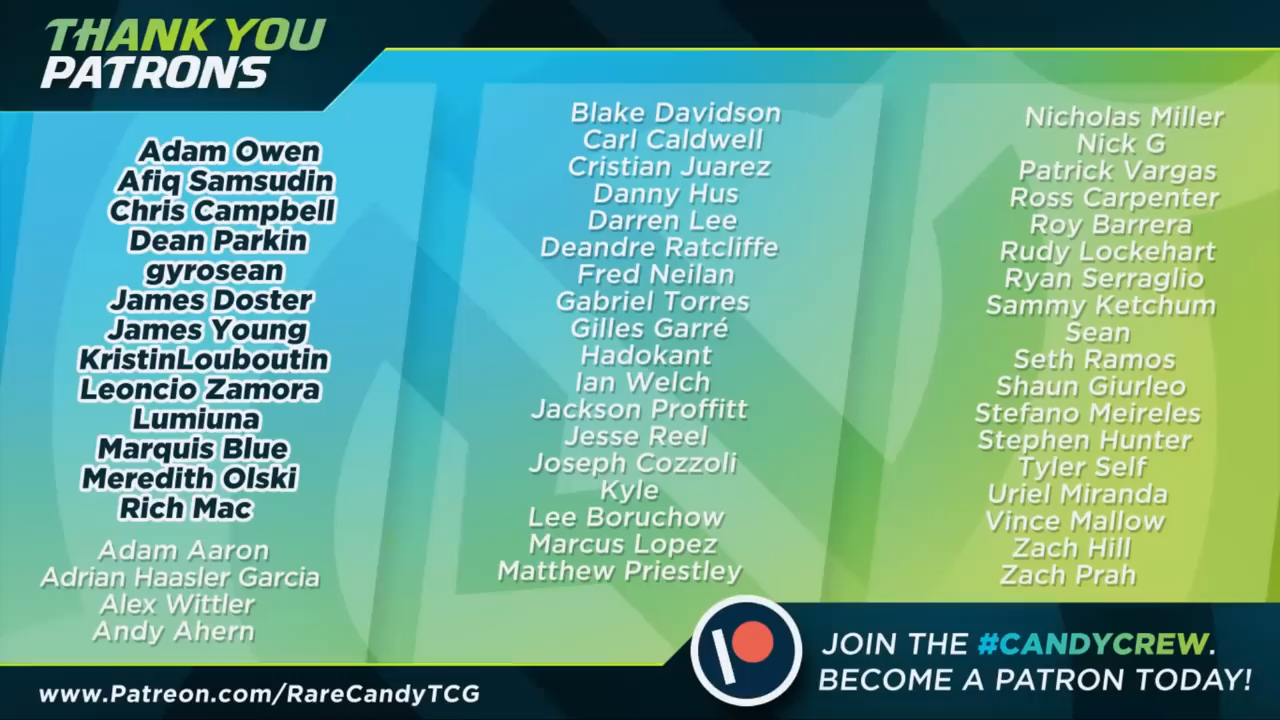 THANK YOU
PATRONS
Adam Owen
Afiq Samsudin
Chris Campbell
Dean Parkin
gyrosean
James Doster
James Young
KristinLouboutin
Leoncio Zamora
Lumiuna
Marquis Blue
Meredith Olski
Rich Mac
Adam Aaron
Adrian Haasler Garcia
Alex Wittler
Andy Ahern
Blake Davidson
Carl Caldwell
Cristian Juarez
Danny Hus
Darren Lee
Deandre Ratcliffe
Fred Neilan
Gabriel Torres
Gilles Garré
Hadokant
Ian Welch
Jackson Proffitt
Jesse Reel
Joseph Cozzoli
Kyle
Lee Boruchow
Marcus Lopez
Matthew Priestley
Nicholas Miller
Nick G
Patrick Vargas
Ross Carpenter
Roy Barrera
Rudy Lockehart
Ryan Serraglio
Sammy Ketchum
Sean
Seth Ramos
Shaun Giurleo
Stefano Meireles
Stephen Hunter
Tyler Self
Uriel Miranda
Vince Mallow
Zach Hill
Zach Prah
www.Patreon.com/RareCandyTCG
JOIN THE #CANDYCREW.
BECOME A PATRON TODAY!